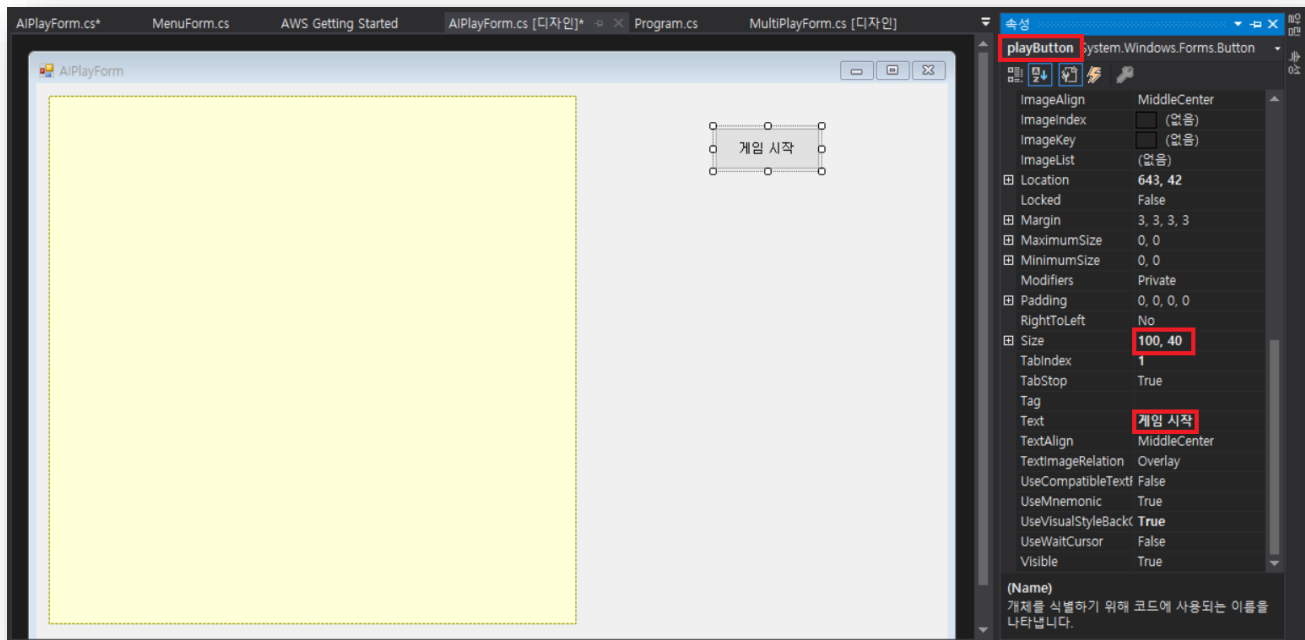 AIPlayForm.cs*
MenuForm.cs
AWS Getting Started
AIPlayForm.cs [디자인]*
Program.cs
MultiPlayForm.cs [디자인]
AIPlayForm
게임 시작
속성
playButton System.Windows.Forms.Button
ImageAlign MiddleCenter
ImageIndex (없음)
ImageKey (없음)
ImageList (없음)
Location 643, 42
Locked False
Margin 3, 3, 3, 3
MaximumSize 0, 0
MinimumSize 0, 0
Modifiers Private
Padding 0, 0, 0, 0
RightToLeft No
Size 100, 40
TabIndex 1
TabStop True
Tag
Text 게임 시작
TextAlign MiddleCenter
TextImageRelation Overlay
UseCompatibleText False
UseMnemonic True
UseVisualStyleBack True
UseWaitCursor False
Visible True
(Name)
개체를 식별하기 위해 코드에 사용되는 이름을
나타냅니다.